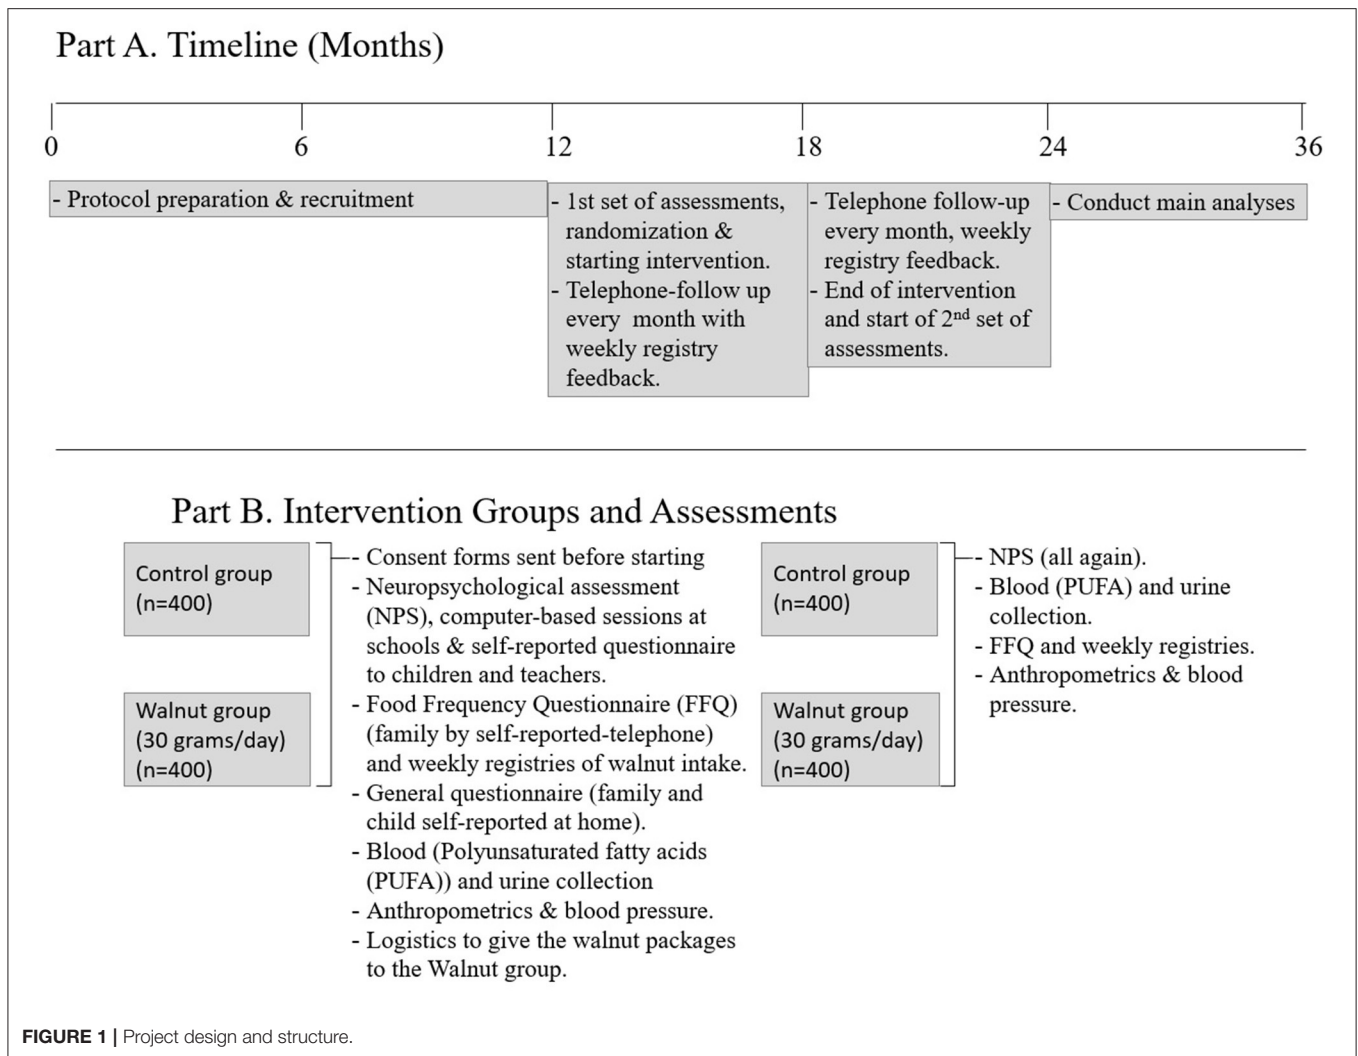 Part A. Timeline (Months)
0
6
12
18
24
36
- Protocol preparation & recruitment
- 1st set of assessments,
randomization &
starting intervention.
- Telephone-follow up
every month with
weekly registry
feedback.
- Telephone follow-up
every month, weekly
registry feedback.
- End of intervention
and start of 2nd set of
assessments.
- Conduct main analyses
Part B. Intervention Groups and Assessments
Control group
(n=400)
Walnut group
(30 grams/day)
(n=400)
- Consent forms sent before starting
- Neuropsychological assessment
(NPS), computer-based sessions at
schools & self-reported questionnaire
to children and teachers.
- Food Frequency Questionnaire (FFQ)
(family by self-reported-telephone)
and weekly registries of walnut intake.
- General questionnaire (family and
child self-reported at home).
- Blood (Polyunsaturated fatty acids
(PUFA)) and urine collection
- Anthropometrics & blood pressure.
- Logistics to give the walnut packages
to the Walnut group.
Control group
(n=400)
Walnut group
(30 grams/day)
(n=400)
- NPS (all again).
- Blood (PUFA) and urine
collection.
- FFQ and weekly registries.
- Anthropometrics & blood
pressure.
FIGURE 1 | Project design and structure.